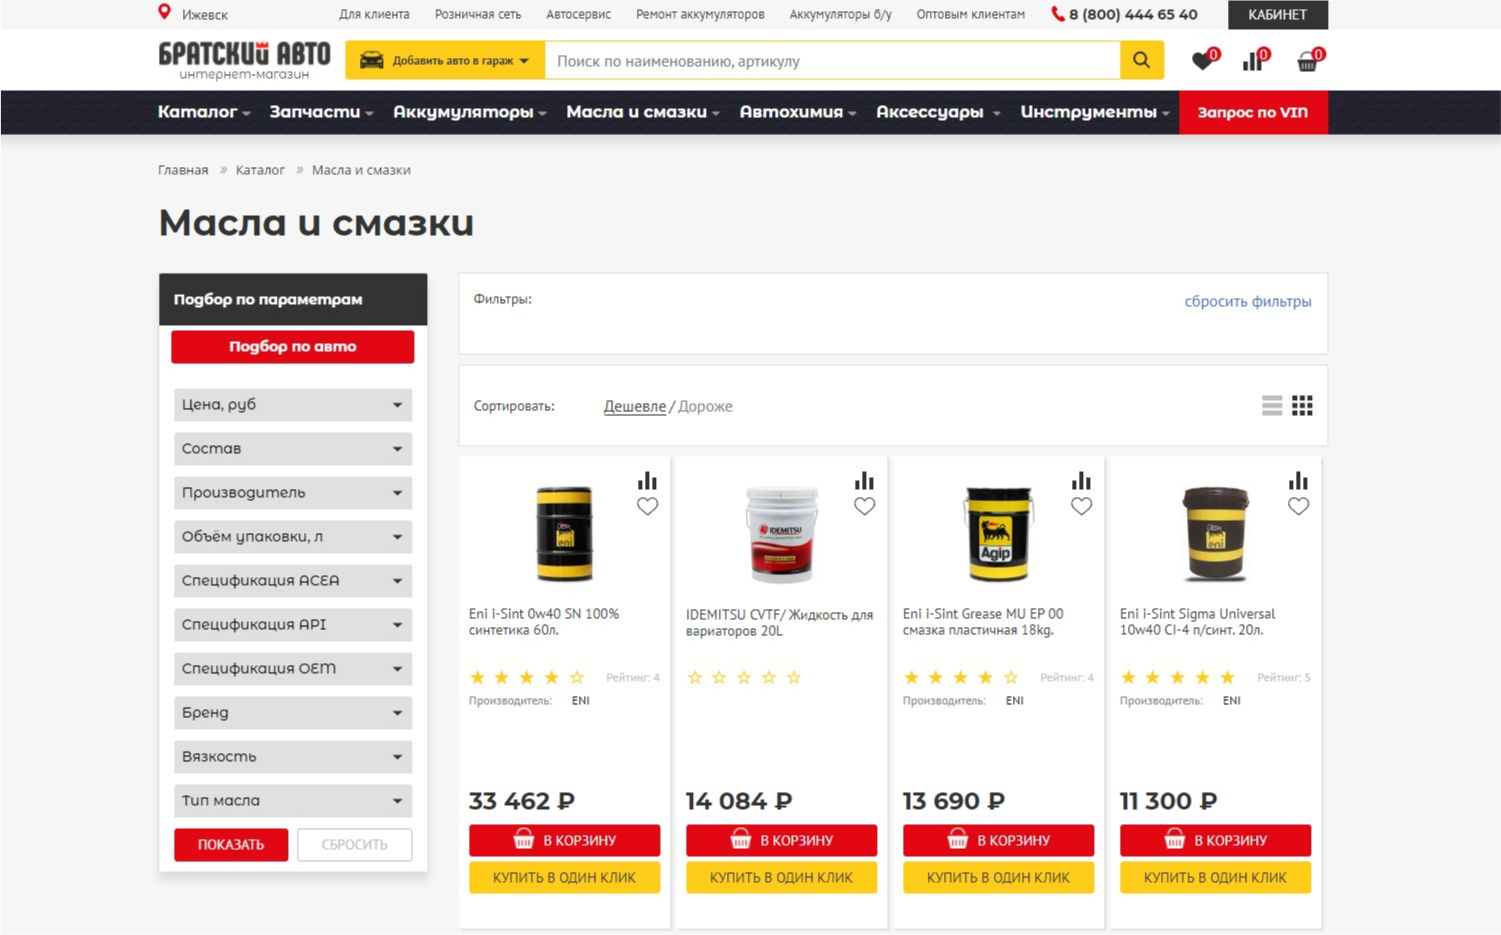 Ижевск
Для клиента
Розничная сеть
Автосервис
Ремонт аккумуляторов
Аккумуляторы б/у
Оптовым клиентам
8 (800) 444 65 40
КАБИНЕТ
БРАТСКИЙ АВТО
интернет-магазин
Добавить авто в гараж
Поиск по наименованию, артикулу
0
0
0
Каталог
Запчасти
Аккумуляторы
Масла и смазки
Автохимия
Аксессуары
Инструменты
Запрос по VIN
Главная » Каталог » Масла и смазки
Масла и смазки
Подбор по параметрам
Подбор по авто
Цена, руб
Состав
Производитель
Объём упаковки, л
Спецификация ACEA
Спецификация API
Спецификация OEM
Бренд
Вязкость
Тип масла
ПОКАЗАТЬ
СБРОСИТЬ
Фильтры:
сбросить фильтры
Сортировать:
Дешевле / Дороже
eni
Eni i-Sint 0w40 SN 100%
синтетика 60л.
Рейтинг: 4
Производитель: ENI
33 462 ₽
В КОРЗИНУ
КУПИТЬ В ОДИН КЛИК
IDEMITSU
IDEMITSU CVTF/ Жидкость для
вариаторов 20L
14 084 ₽
В КОРЗИНУ
КУПИТЬ В ОДИН КЛИК
Agip
Eni i-Sint Grease MU EP 00
смазка пластичная 18kg.
Рейтинг: 4
Производитель: ENI
13 690 ₽
В КОРЗИНУ
КУПИТЬ В ОДИН КЛИК
eni
Eni i-Sint Sigma Universal
10w40 CI-4 п/синт. 20л.
Рейтинг: 5
Производитель: ENI
11 300 ₽
В КОРЗИНУ
КУПИТЬ В ОДИН КЛИК